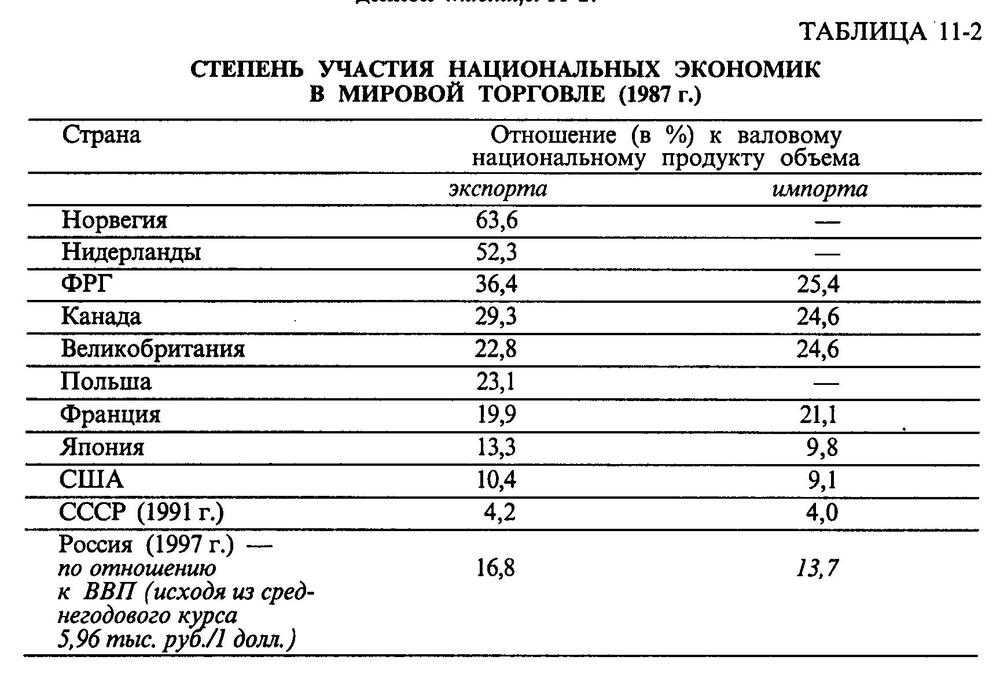 ТАБЛИЦА 11-2
СТЕПЕНЬ УЧАСТИЯ НАЦИОНАЛЬНЫХ ЭКОНОМИК
В МИРОВОЙ ТОРГОВЛЕ (1987 г.)
Страна Отношение (в %) к валовому
национальному продукту объема
экспорта импорта
Норвегия 63,6 —
Нидерланды 52,3 —
ФРГ 36,4 25,4
Канада 29,3 24,6
Великобритания 22,8 24,6
Польша 23,1 —
Франция 19,9 21,1
Япония 13,3 9,8
США 10,4 9,1
СССР (1991 г.) 4,2 4,0
Россия (1997 г.) —
по отношению 16,8 13,7
к ВВП (исходя из сред-
негодового курса
5,96 тыс. руб./1 долл.)